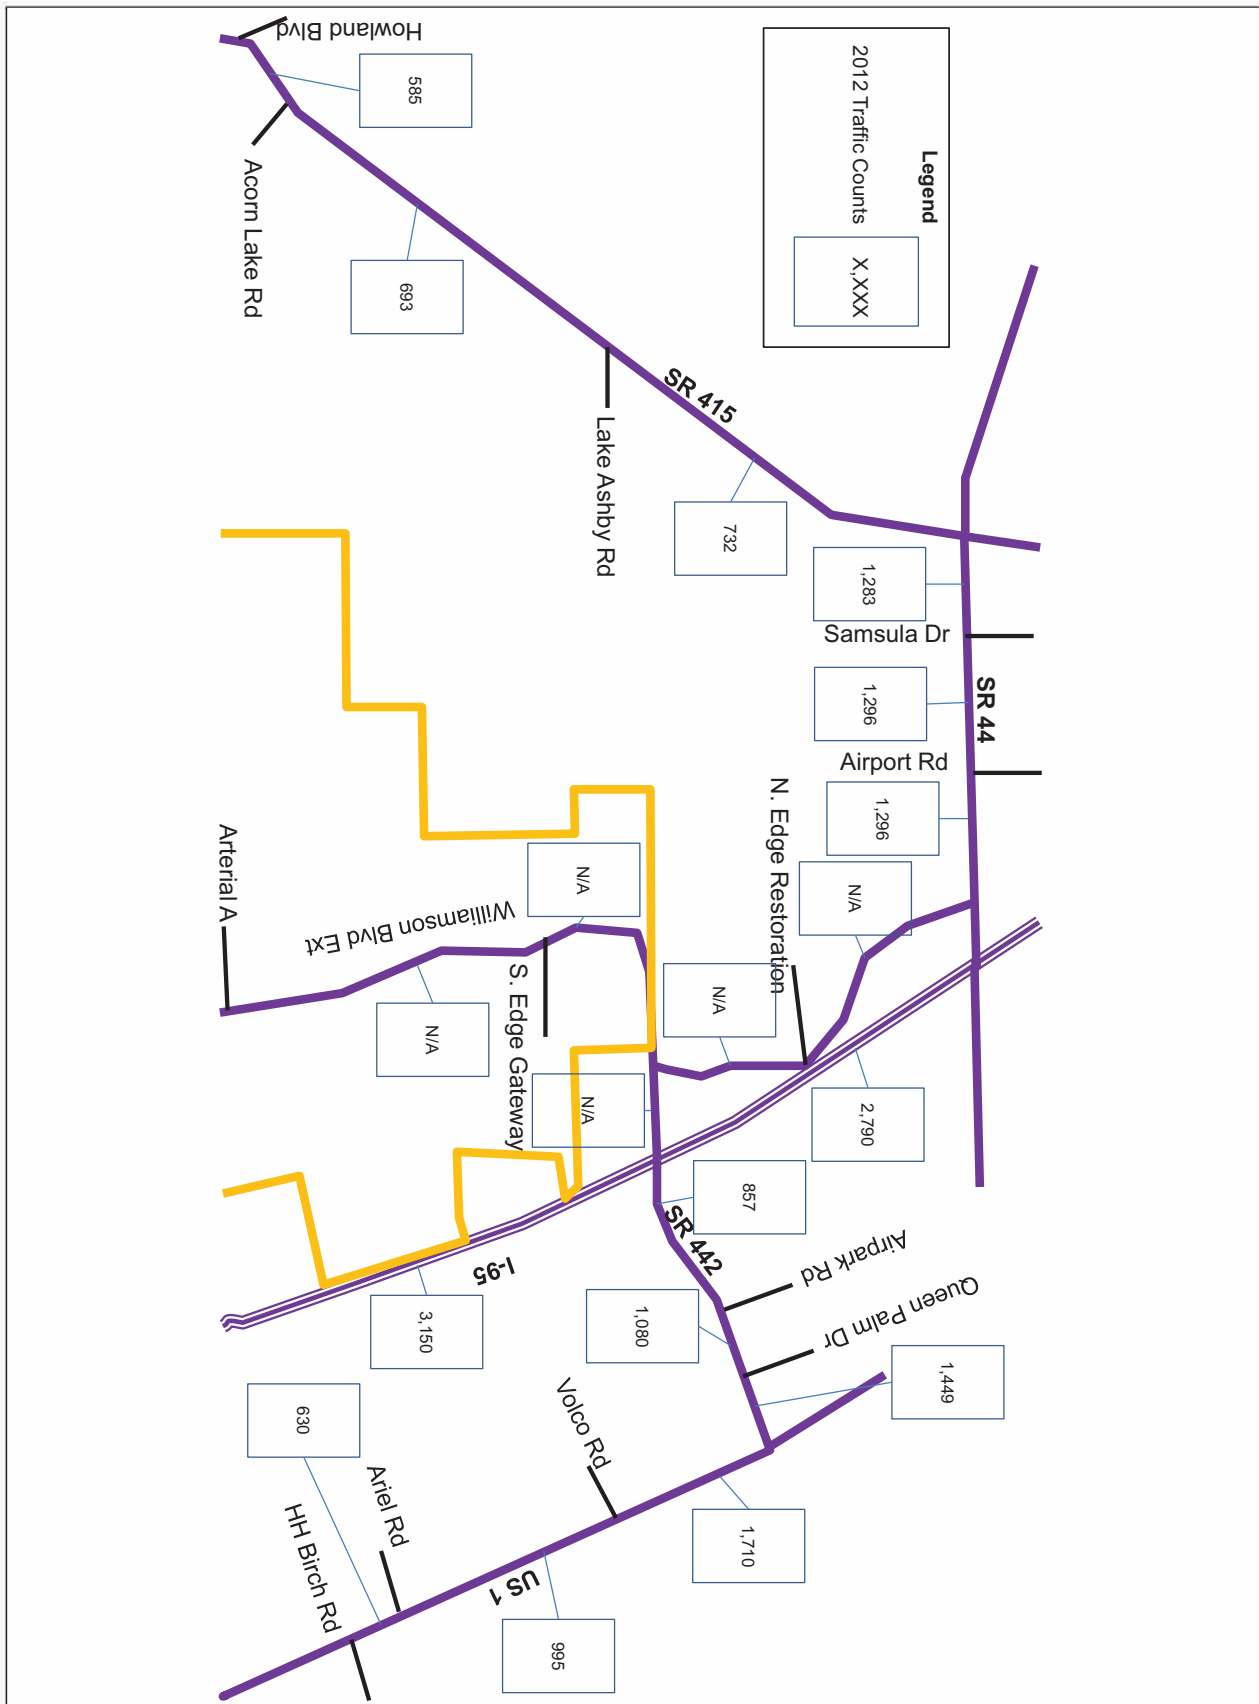 Legend
2012 Traffic Counts
X,XXX
Howland Blvd
585
Acorn Lake Rd
693
SR 415
Lake Ashby Rd
732
1,283
Samsula Dr
1,296
SR 44
Airport Rd
1,296
N/A
N. Edge Restoration
N/A
N/A
Williamson Blvd Ext
Arterial A
S. Edge Gateway
N/A
N/A
2,790
857
SR 442
Airpark Rd
Queen Palm Dr
1,080
1,449
I-95
3,150
1,710
Volco Rd
630
Ariel Rd
HH Birch Rd
US 1
995